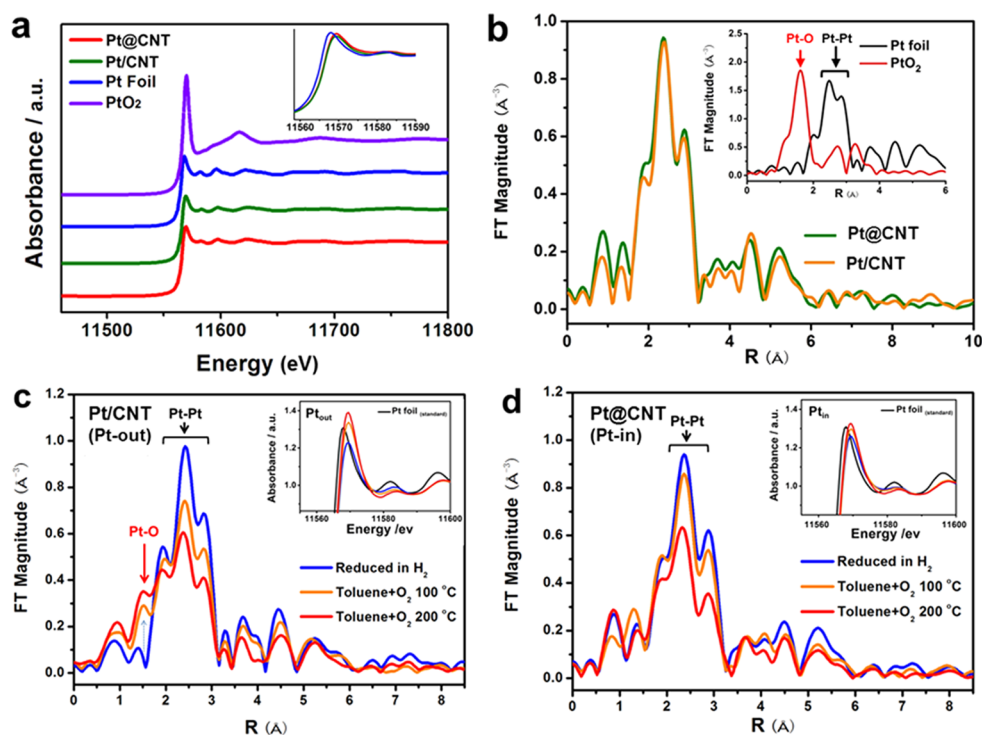 a
Pt@CNT
Pt/CNT
Pt Foil
PtO₂
11560 11570 11580 11590
Absorbance / a.u.
11500 11600 11700 11800
Energy (eV)
b
FT Magnitude (Å⁻³)
1.0
0.8
0.6
0.4
0.2
0.0
0 2 4 6 8 10
R (Å)
Pt@CNT
Pt/CNT
Pt-O Pt-Pt
Pt foil
PtO₂
FT Magnitude (Å⁻³)
2.5
2.0
1.5
1.0
0.5
0.0
0 2 4 6
R (Å)
c
Pt/CNT
(Pt-out)
Pt-Pt
Pt-O
FT Magnitude (Å⁻³)
1.2
1.0
0.8
0.6
0.4
0.2
0.0
0 1 2 3 4 5 6 7 8
R (Å)
Ptout
Pt foil (standard)
Absorbance / a.u.
1.4
1.2
1.0
11560 11580 11600
Energy /ev
Reduced in H₂
Toluene+O₂ 100 °C
Toluene+O₂ 200 °C
d
Pt@CNT
(Pt-in)
Pt-Pt
FT Magnitude (Å⁻³)
1.2
1.0
0.8
0.6
0.4
0.2
0.0
0 1 2 3 4 5 6 7 8
R (Å)
Ptin
Pt foil (standard)
Absorbance / a.u.
1.4
1.2
1.0
11560 11580 11600
Energy /ev
Reduced in H₂
Toluene+O₂ 100 °C
Toluene+O₂ 200 °C